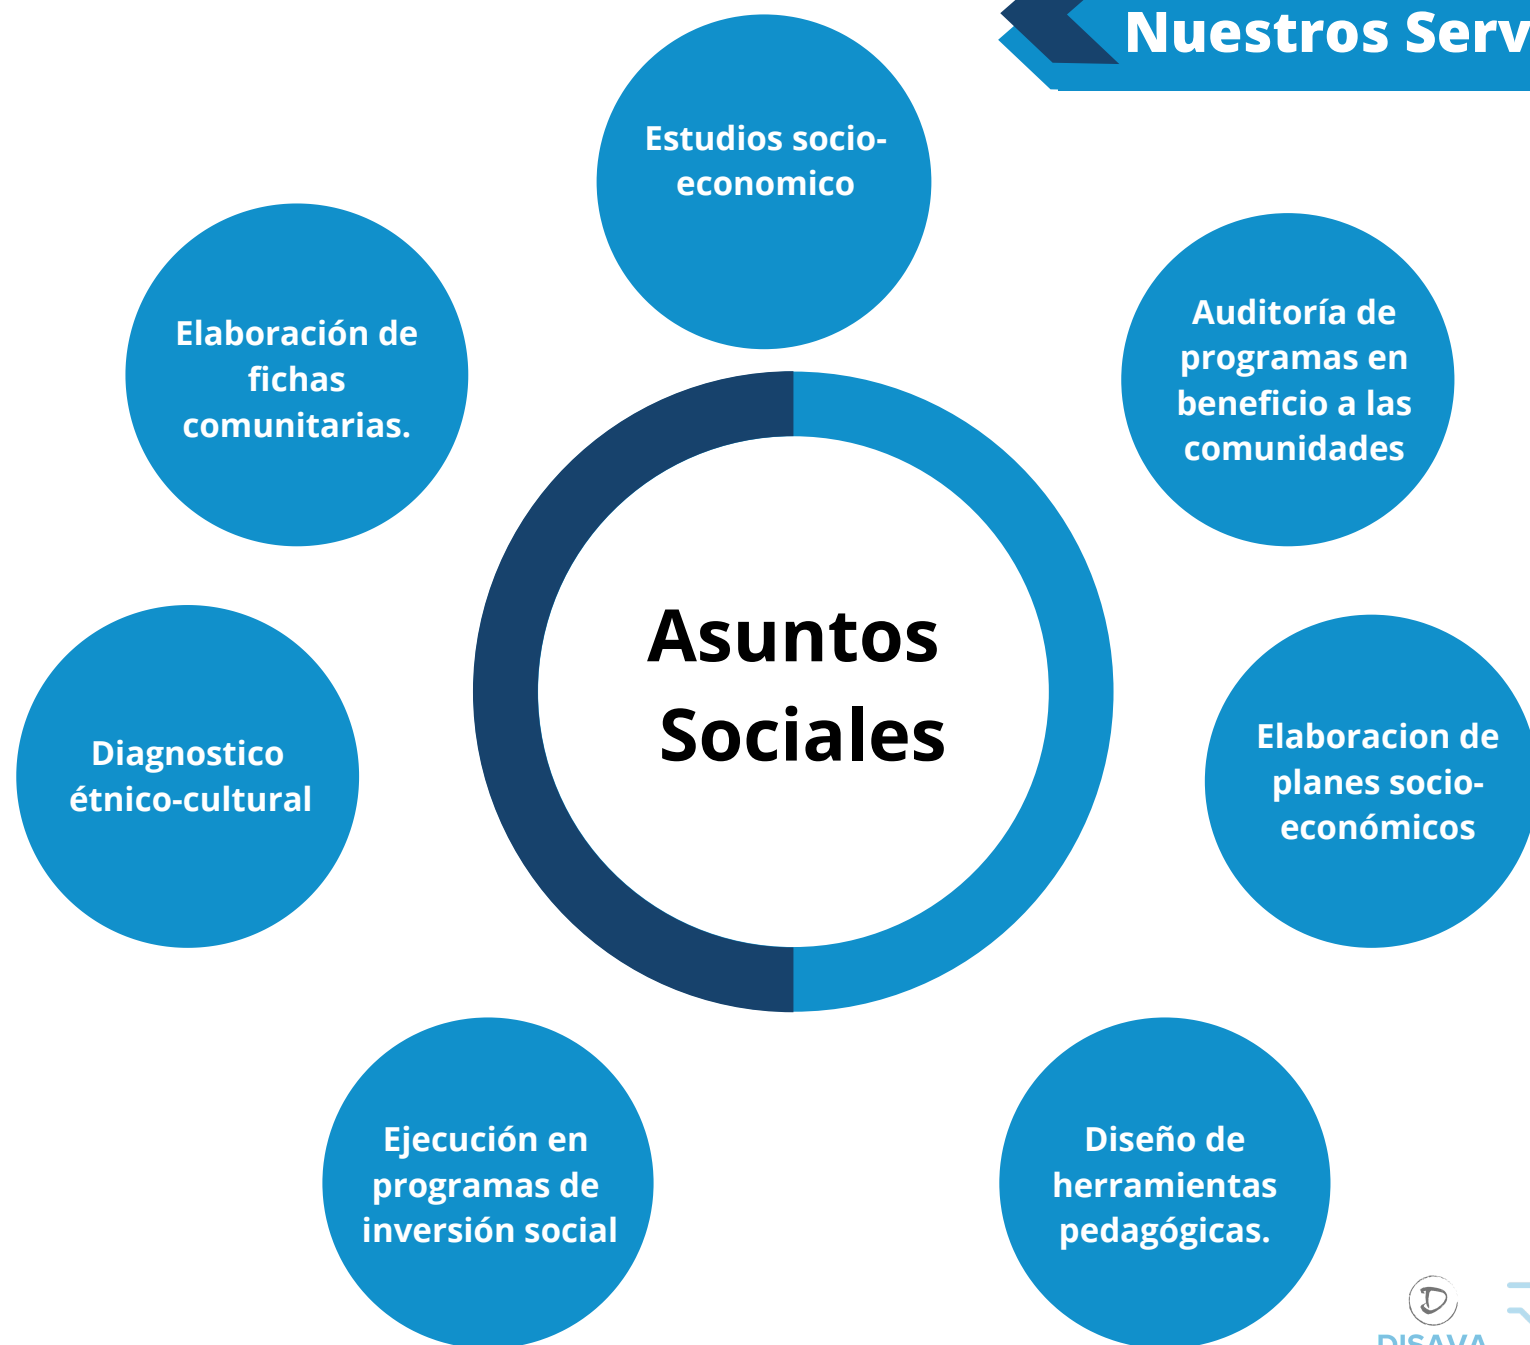 Nuestros Serv
Estudios socio-
economico
Elaboración de
fichas
comunitarias.
Auditoría de
programas en
beneficio a las
comunidades
Asuntos
Sociales
Diagnostico
étnico-cultural
Elaboracion de
planes socio-
económicos
Ejecución en
programas de
inversión social
Diseño de
herramientas
pedagógicas.
D
DISAVA